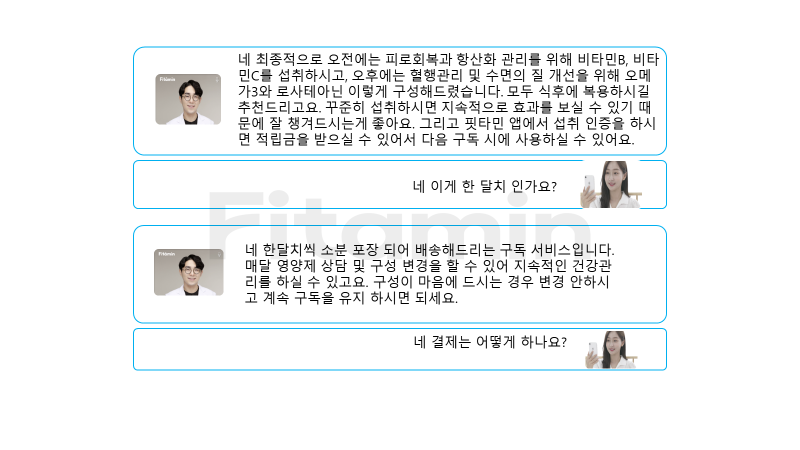 네 최종적으로 오전에는 피로회복과 항산화 관리를 위해 비타민B, 비타
민C를 섭취하시고, 오후에는 혈행관리 및 수면의 질 개선을 위해 오메
가3와 로사테아닌 이렇게 구성해드렸습니다. 모두 식후에 복용하시길
추천드리고요. 꾸준히 섭취하시면 지속적으로 효과를 보실 수 있기 때
문에 잘 챙겨드시는게 좋아요. 그리고 핏타민 앱에서 섭취 인증을 하시
면 적립금을 받으실 수 있어서 다음 구독 시에 사용하실 수 있어요.
Fitamin
네 이게 한 달치 인가요?
Fitamin
네 한달치씩 소분 포장 되어 배송해드리는 구독 서비스입니다.
매달 영양제 상담 및 구성 변경을 할 수 있어 지속적인 건강관
리를 하실 수 있고요. 구성이 마음에 드시는 경우 변경 안하시
고 계속 구독을 유지 하시면 되세요.
Fitamin
네 결제는 어떻게 하나요?